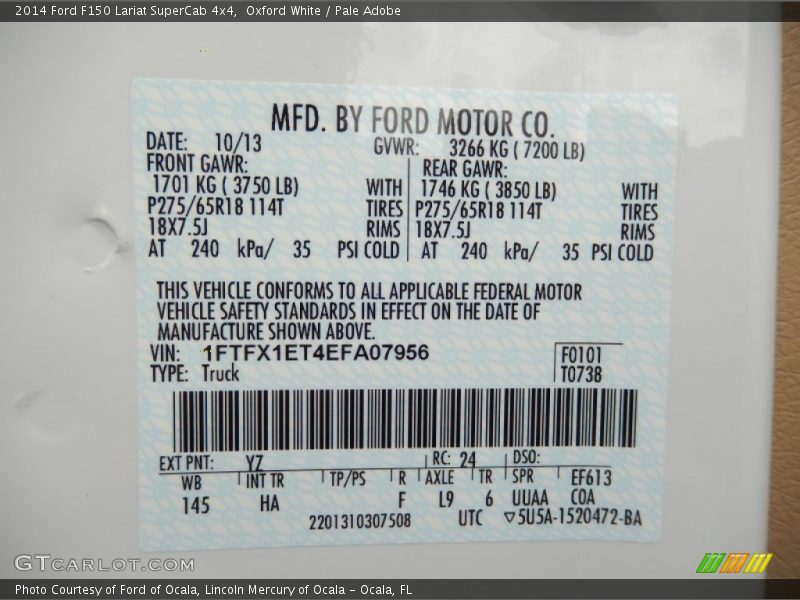 2014 Ford F150 Lariat SuperCab 4x4,  Oxford White / Pale Adobe
MFD. BY FORD MOTOR CO.
DATE: 10/13 GVWR: 3266 KG ( 7200 LB)
FRONT GAWR: REAR GAWR:
1701 KG ( 3750 LB) WITH 1746 KG ( 3850 LB) WITH
P275/65R18 114T TIRES P275/65R18 114T TIRES
18X7.5J RIMS 18X7.5J RIMS
AT 240 kPa/ 35 PSI COLD AT 240 kPa/ 35 PSI COLD
THIS VEHICLE CONFORMS TO ALL APPLICABLE FEDERAL MOTOR
VEHICLE SAFETY STANDARDS IN EFFECT ON THE DATE OF
MANUFACTURE SHOWN ABOVE.
VIN: 1FTFX1ET4EFA07956 F0101
TYPE: Truck T0738
EXT PNT: YZ RC: 24 DSO:
WB INT TR TP/PS R AXLE TR SPR EF613
145 HA F L9 6 UUAA COA
2201310307508 UTC ▽5U5A-1520472-BA
GTCARLOT.COM
Photo Courtesy of Ford of Ocala, Lincoln Mercury of Ocala – Ocala, FL